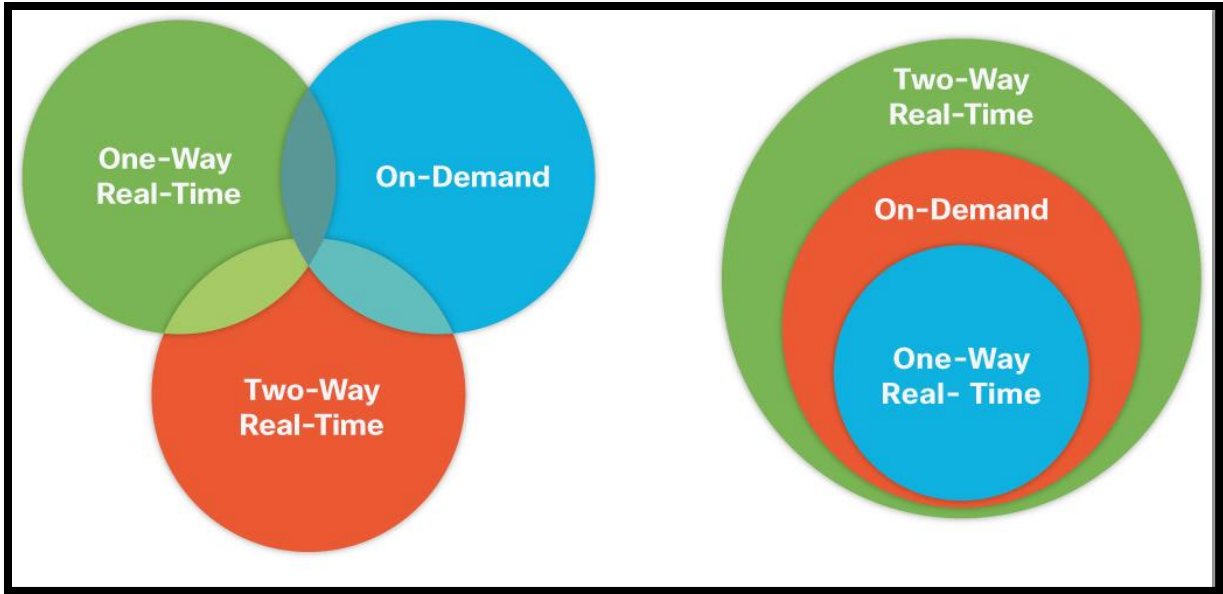 One-Way
Real-Time
On-Demand
Two-Way
Real-Time
Two-Way
Real-Time
On-Demand
One-Way
Real- Time